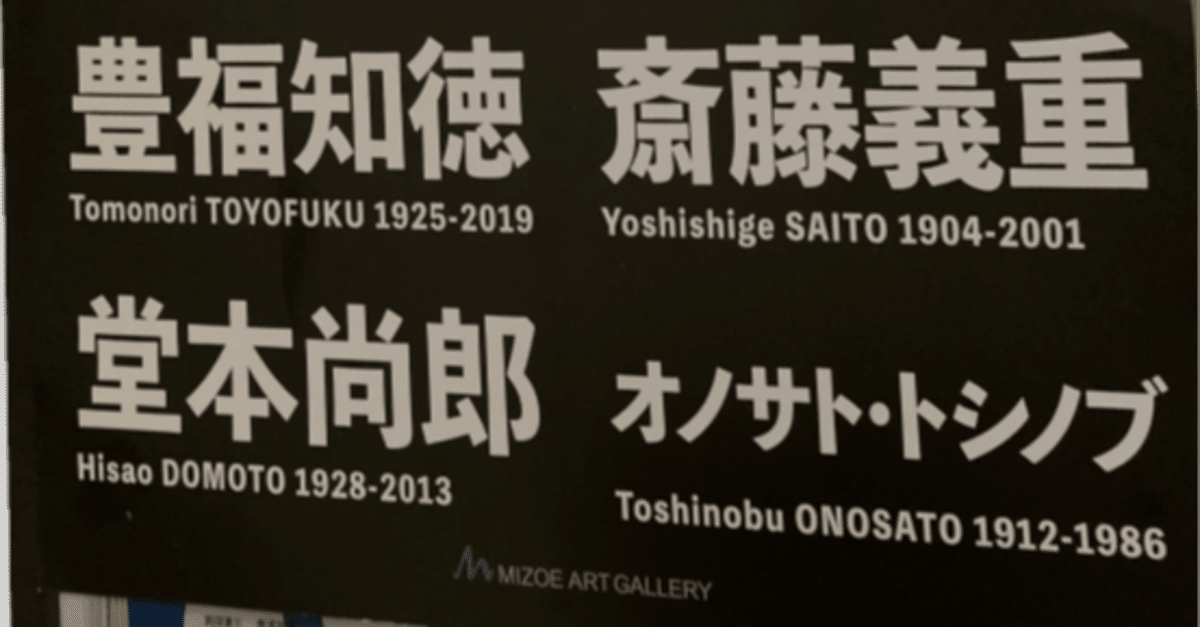 豊福知徳
Tomonori TOYOFUKU 1925-2019
斎藤義重
Yoshishige SAITO 1904-2001
堂本尚郎
Hisao DOMOTO 1928-2013
オノサト・トシノブ
Toshinobu ONOSATO 1912-1986
MIZOE ART GALLERY